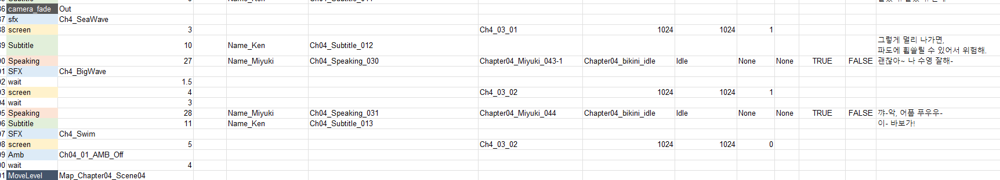 camera_fade Out
sfx Ch4_SeaWave
screen 3 Ch4_03_01 1024 1024 1
그렇게 멀리 나가면,
Subtitle 10 Name_Ken Ch04_Subtitle_012 파도에 휩쓸릴 수 있어서 위험해.
Speaking 27 Name_Miyuki Ch04_Speaking_030 Chapter04_Miyuki_043-1 Chapter04_bikini_idle Idle None None TRUE FALSE 괜찮아~ 나 수영 잘해-
SFX Ch4_BigWave
wait 1.5
screen 4 Ch4_03_02 1024 1024 1
wait 3
Speaking 28 Name_Miyuki Ch04_Speaking_031 Chapter04_Miyuki_044 Chapter04_bikini_idle Idle None None TRUE FALSE 꺄-악, 어풉 푸우우-
Subtitle 11 Name_Ken Ch04_Subtitle_013 이- 바보가!
SFX Ch4_Swim
screen 5 Ch4_03_02 1024 1024 0
Amb Ch04_01_AMB_Off
wait 4
MoveLevel Map_Chapter04_Scene04